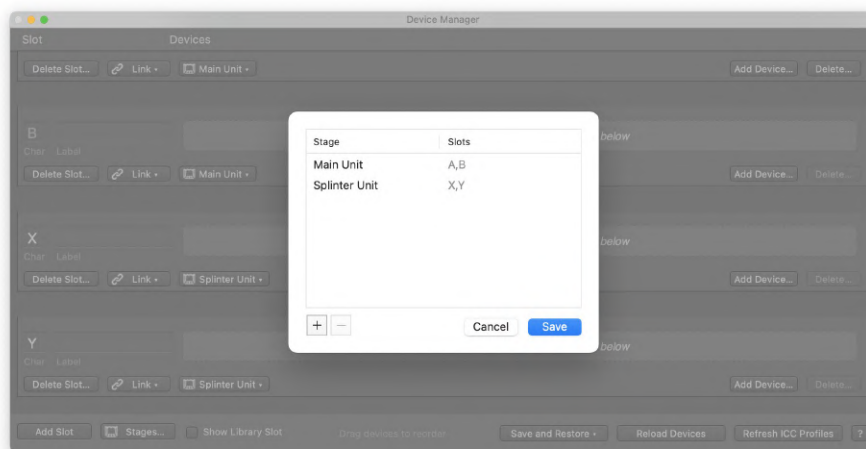 Device Manager
Slot Devices
Delete Slot... Link Main Unit Add Device... Delete...
B below
Char Label
Delete Slot... Link Main Unit Add Device... Delete...
X below
Char Label
Delete Slot... Link Splinter Unit Add Device... Delete...
Y below
Char Label
Delete Slot... Link Splinter Unit Add Device... Delete...
Add Slot Stages... Show Library Slot Drag devices to reorder Save and Restore Reload Devices Refresh ICC Profiles ?
Stage Slots
Main Unit A,B
Splinter Unit X,Y
+ −
Cancel Save